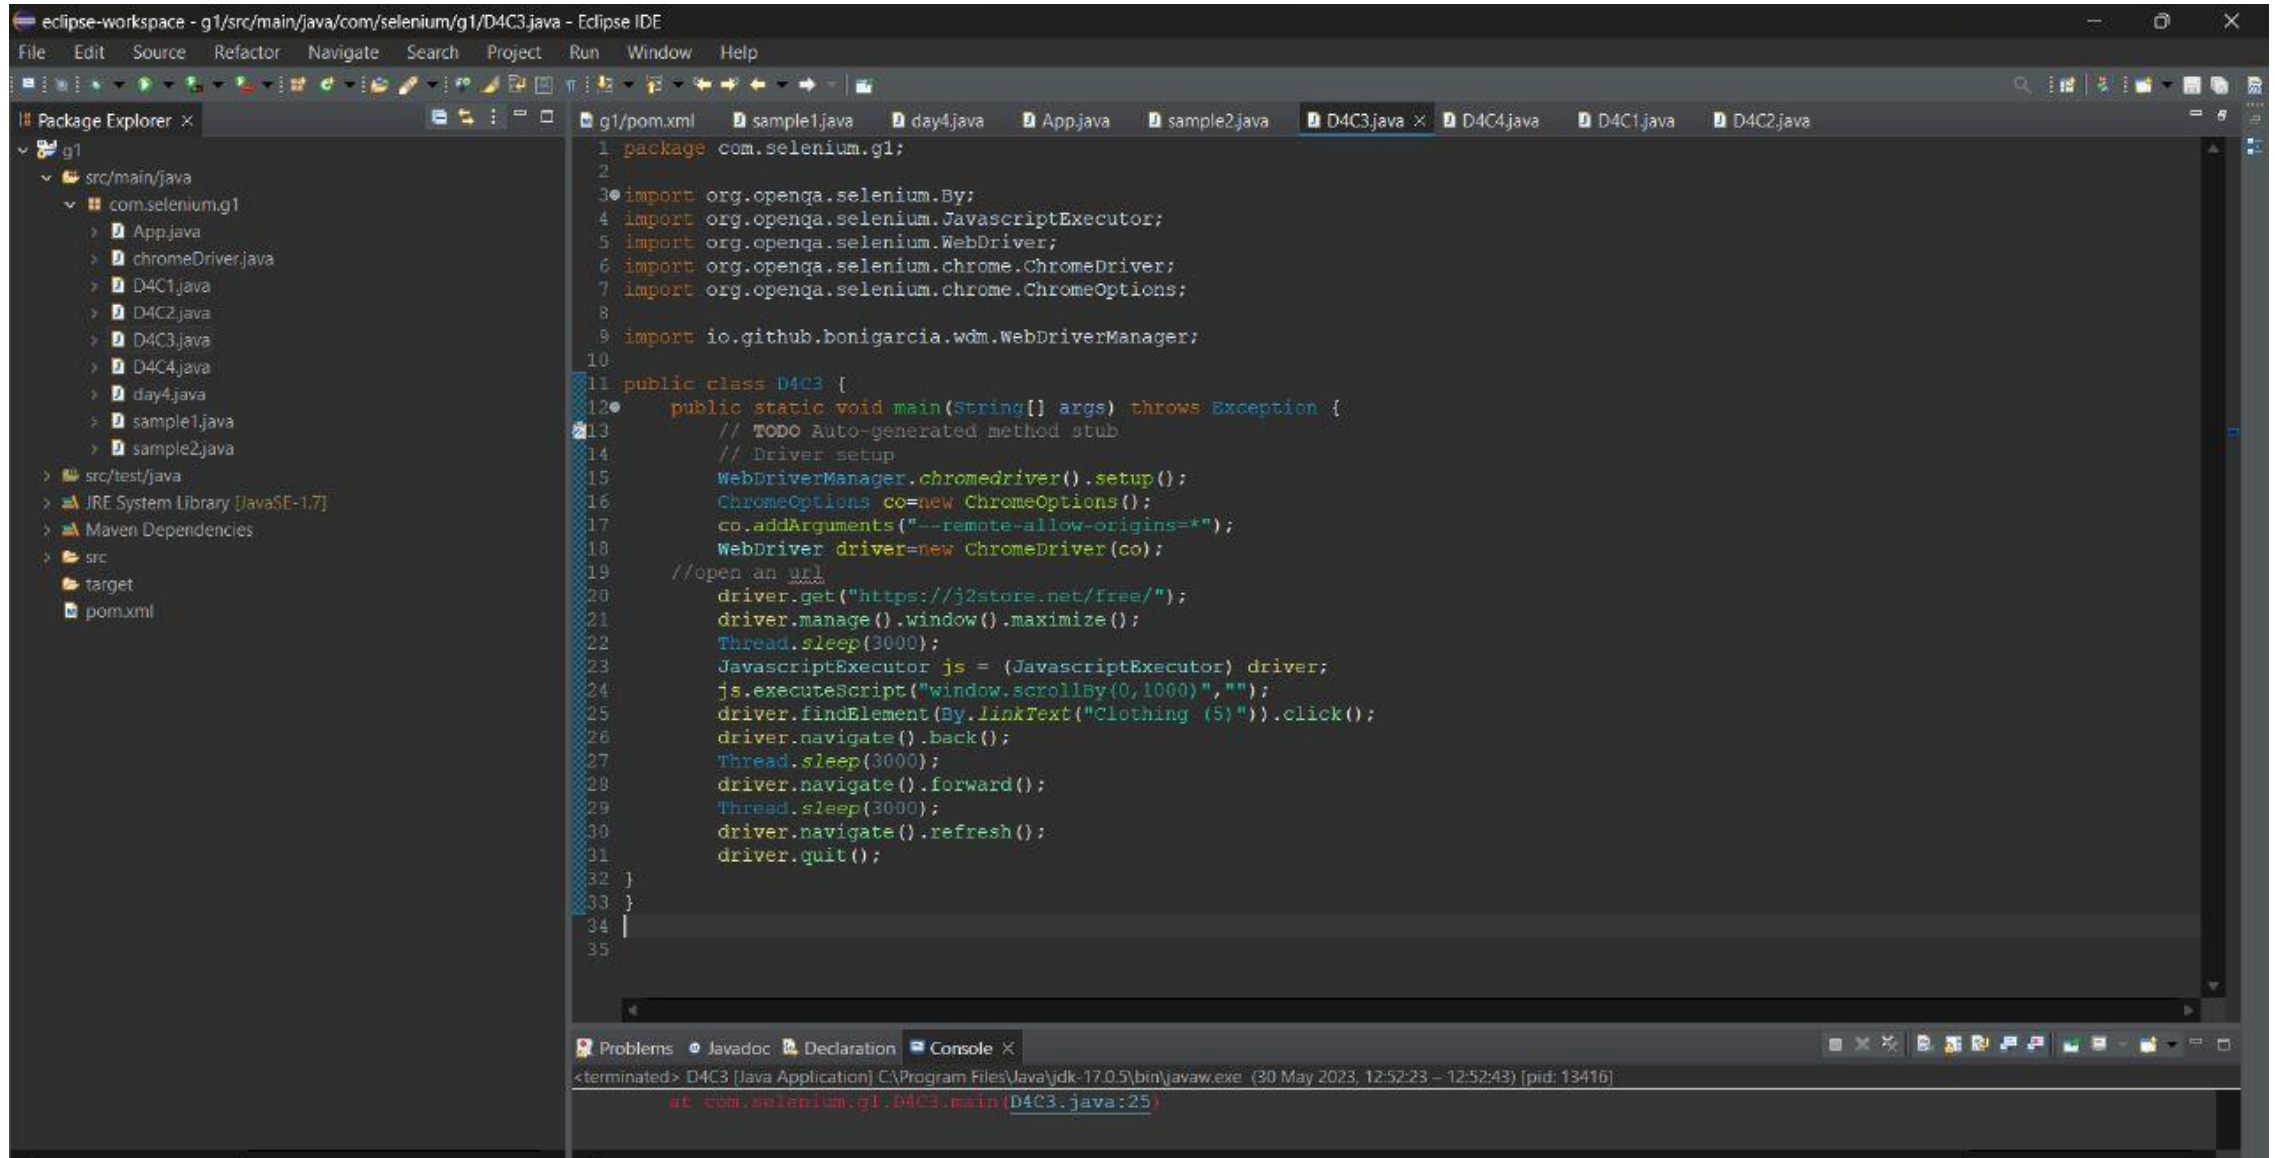 eclipse-workspace - g1/src/main/java/com/selenium/g1/D4C3.java - Eclipse IDE
File Edit Source Refactor Navigate Search Project Run Window Help
Package Explorer
g1
src/main/java
com.selenium.g1
App.java
chromeDriver.java
D4C1.java
D4C2.java
D4C3.java
D4C4.java
day4.java
sample1.java
sample2.java
src/test/java
JRE System Library [JavaSE-1.7]
Maven Dependencies
src
target
pom.xml
g1/pom.xml sample1.java day4.java App.java sample2.java D4C3.java D4C4.java D4C1.java D4C2.java
1 package com.selenium.g1;
2
3 import org.openqa.selenium.By;
4 import org.openqa.selenium.JavascriptExecutor;
5 import org.openqa.selenium.WebDriver;
6 import org.openqa.selenium.chrome.ChromeDriver;
7 import org.openqa.selenium.chrome.ChromeOptions;
8
9 import io.github.bonigarcia.wdm.WebDriverManager;
10
11 public class D4C3 {
12 public static void main(String[] args) throws Exception {
13 // TODO Auto-generated method stub
14 // Driver setup
15 WebDriverManager.chromedriver().setup();
16 ChromeOptions co=new ChromeOptions();
17 co.addArguments("--remote-allow-origins=*");
18 WebDriver driver=new ChromeDriver(co);
19 //open an url
20 driver.get("https://j2store.net/free/");
21 driver.manage().window().maximize();
22 Thread.sleep(3000);
23 JavascriptExecutor js = (JavascriptExecutor) driver;
24 js.executeScript("window.scrollBy(0,1000)","");
25 driver.findElement(By.linkText("Clothing (5)")).click();
26 driver.navigate().back();
27 Thread.sleep(3000);
28 driver.navigate().forward();
29 Thread.sleep(3000);
30 driver.navigate().refresh();
31 driver.quit();
32 }
33 }
34
35
Problems Javadoc Declaration Console
<terminated> D4C3 [Java Application] C:\Program Files\Java\jdk-17.0.5\bin\javaw.exe (30 May 2023, 12:52:23 – 12:52:43) [pid: 13416]
at com.selenium.g1.D4C3.main(D4C3.java:25)